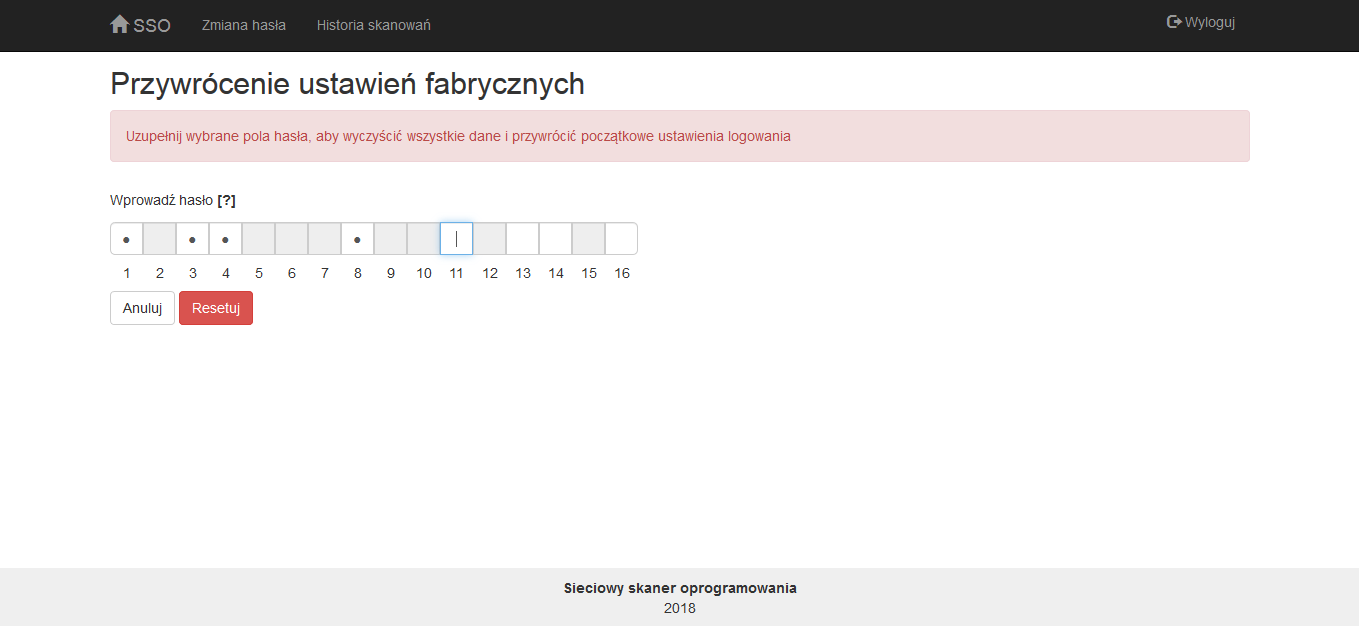 SSO Zmiana hasła Historia skanowań Wyloguj
Przywrócenie ustawień fabrycznych
Uzupełnij wybrane pola hasła, aby wyczyścić wszystkie dane i przywrócić początkowe ustawienia logowania
Wprowadź hasło [?]
1 2 3 4 5 6 7 8 9 10 11 12 13 14 15 16
Anuluj Resetuj
Sieciowy skaner oprogramowania
2018